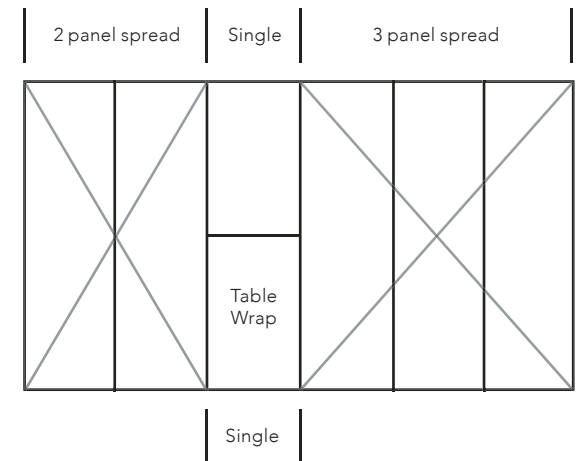 2 panel spread
Single
3 panel spread
Table
Wrap
Single